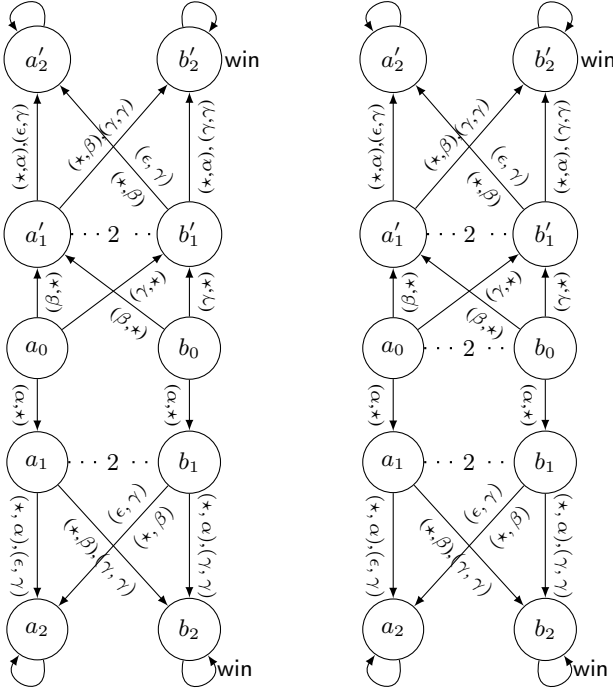 a′₂ b′₂ win a′₂ b′₂ win
(⋆,α),(ϵ,γ) (⋆,β),(γ,γ) (ϵ, γ) (⋆,β) (⋆,α), (γ,γ) (⋆,α),(ϵ,γ) (⋆,β),(γ,γ) (ϵ, γ) (⋆,β) (⋆,α), (γ,γ)
a′₁ · · · 2 · · · b′₁ a′₁ · · · 2 · · · b′₁
(β,⋆) (γ,⋆) (β,⋆) (γ,⋆) (β,⋆) (γ,⋆) (β,⋆) (γ,⋆)
a₀ b₀ a₀ · · · 2 · · · b₀
(α,⋆) (α,⋆) (α,⋆) (α,⋆)
a₁ · · · 2 · · · b₁ a₁ · · · 2 · · · b₁
(⋆, α),(ϵ,γ) (⋆,β),(γ, γ) (ϵ, γ) (⋆, β) (⋆, α),(γ,γ) (⋆, α),(ϵ,γ) (⋆,β),(γ, γ) (ϵ, γ) (⋆, β) (⋆, α),(γ,γ)
a₂ b₂ a₂ b₂
win win